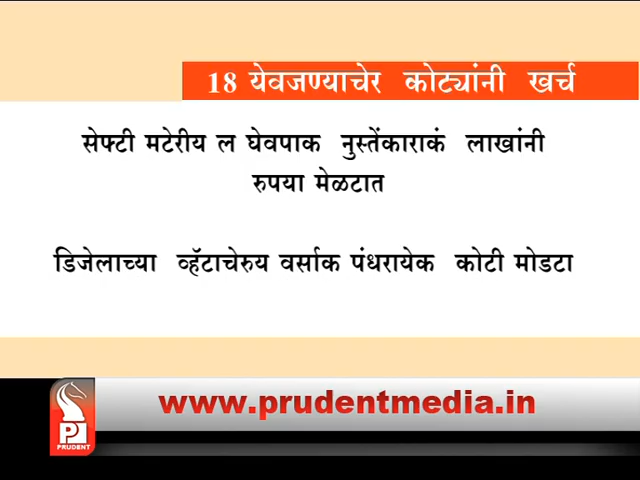 18 येवजण्याचेर कोट्यांनी खर्च
सेफ्टी मटेरीय ल घेवपाक नुस्तेंकाराकं लाखांनी
रुपया मेळटात
डिजेलाच्या व्हॅटाचेरुय वर्साक पंधरायेक कोटी मोडटा
www.prudentmedia.in
PRUDENT